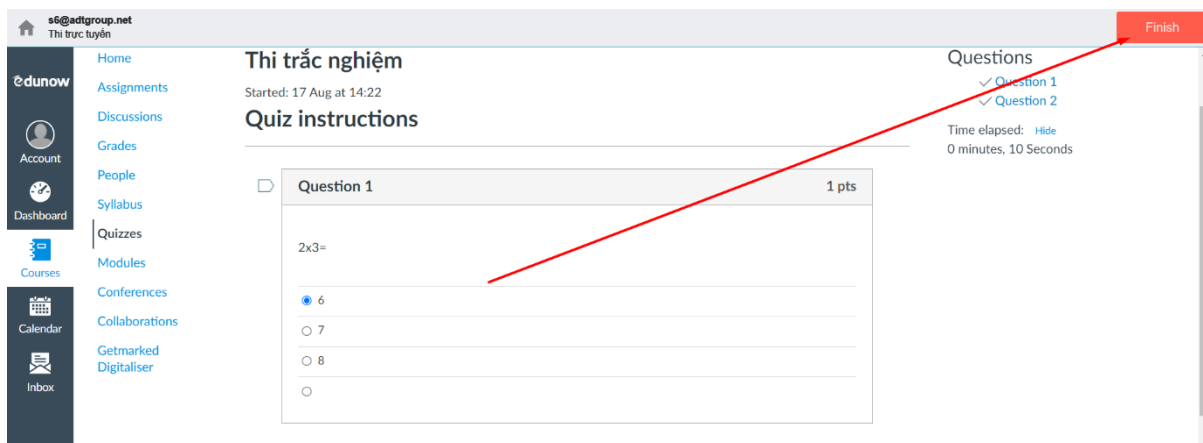 s6@adtgroup.net
Thi trực tuyến
Finish
edunow
Account
Dashboard
Courses
Calendar
Inbox
Home
Assignments
Discussions
Grades
People
Syllabus
Quizzes
Modules
Conferences
Collaborations
Getmarked
Digitaliser
Thi trắc nghiệm
Started: 17 Aug at 14:22
Quiz instructions
Question 1 1 pts
2x3=
6
7
8
Questions
Question 1
Question 2
Time elapsed: Hide
0 minutes, 10 Seconds